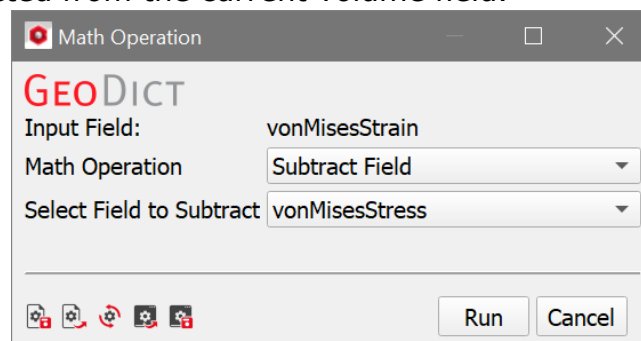 ted from the current volume field.
Math Operation
GEODICT
Input Field: vonMisesStrain
Math Operation Subtract Field
Select Field to Subtract vonMisesStress
Run Cancel